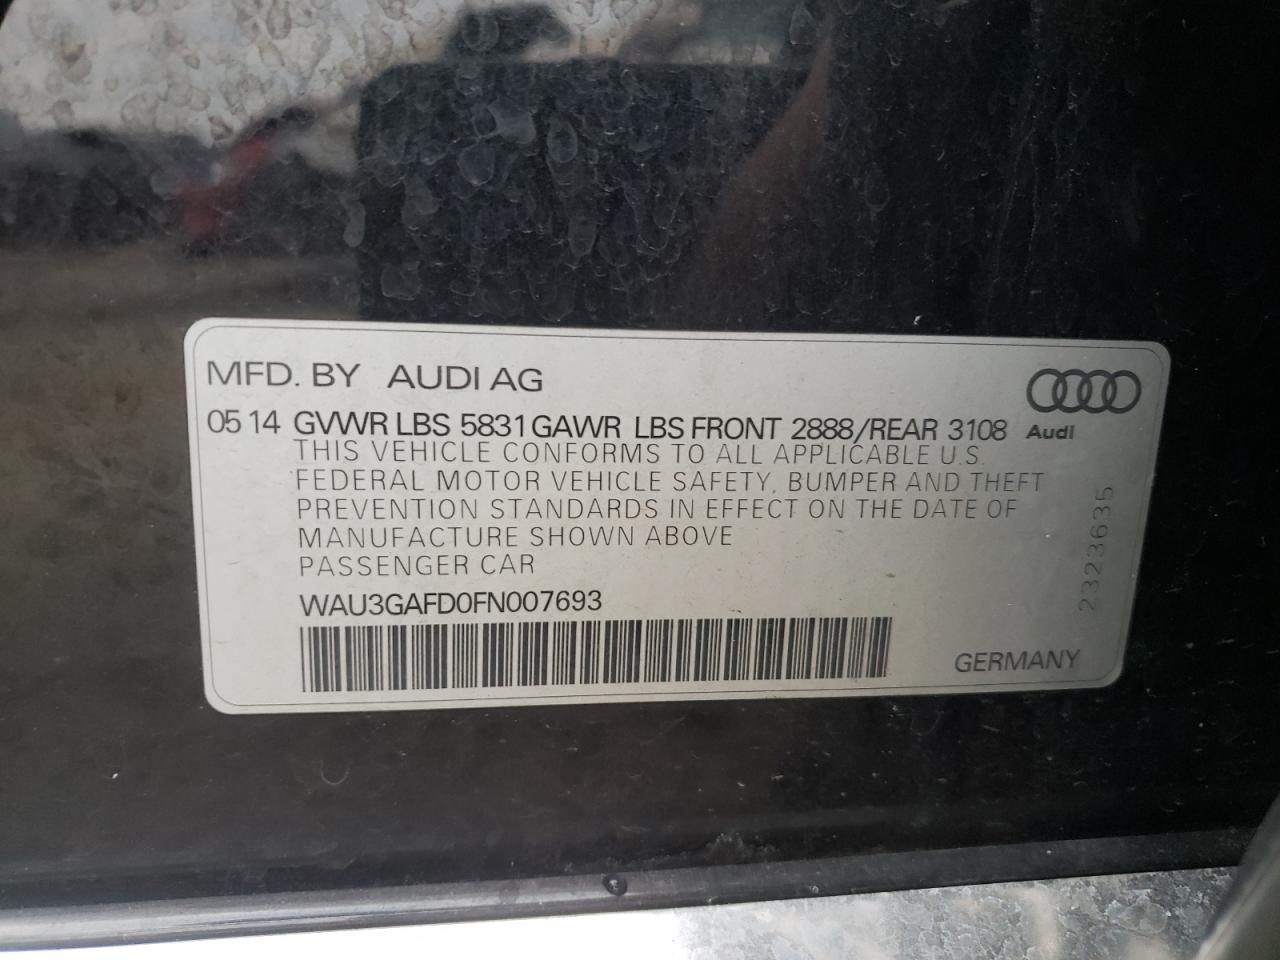 MFD. BY AUDI AG
05 14 GVWR LBS 5831 GAWR LBS FRONT 2888/REAR 3108
Audi
THIS VEHICLE CONFORMS TO ALL APPLICABLE U.S.
FEDERAL MOTOR VEHICLE SAFETY, BUMPER AND THEFT
PREVENTION STANDARDS IN EFFECT ON THE DATE OF
MANUFACTURE SHOWN ABOVE
PASSENGER CAR
WAU3GAFD0FN007693
GERMANY
2323635